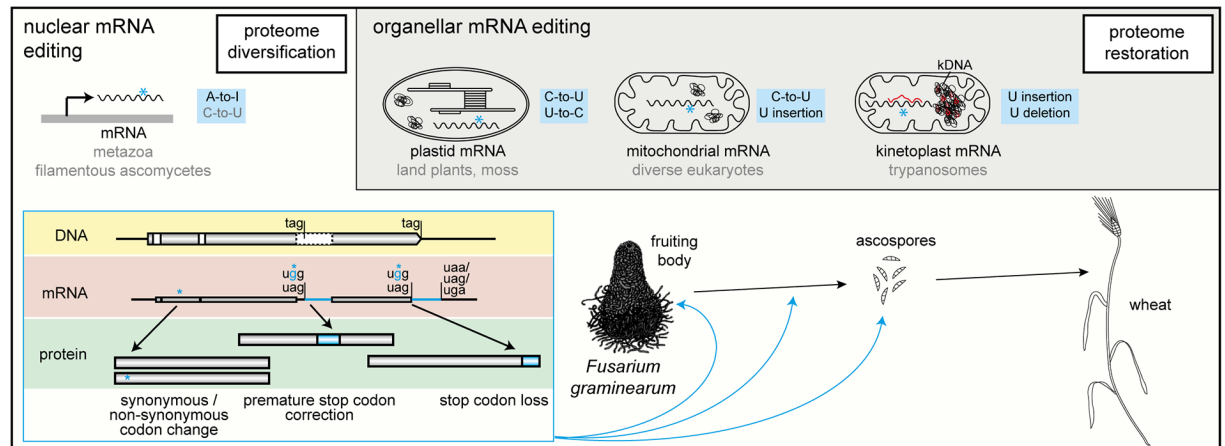 nuclear mRNA
editing
proteome
diversification
A-to-I
C-to-U
*
mRNA
metazoa
filamentous ascomycetes
organellar mRNA editing
proteome
restoration
*
C-to-U
U-to-C
plastid mRNA
land plants, moss
*
C-to-U
U insertion
mitochondrial mRNA
diverse eukaryotes
kDNA
*
U insertion
U deletion
kinetoplast mRNA
trypanosomes
DNA
tag
tag
mRNA
*
*
ugg
uag
*
ugg
uag
uaa/
uag/
uga
protein
*
synonymous /
non-synonymous
codon change
premature stop codon
correction
stop codon loss
fruiting
body
Fusarium
graminearum
ascospores
wheat